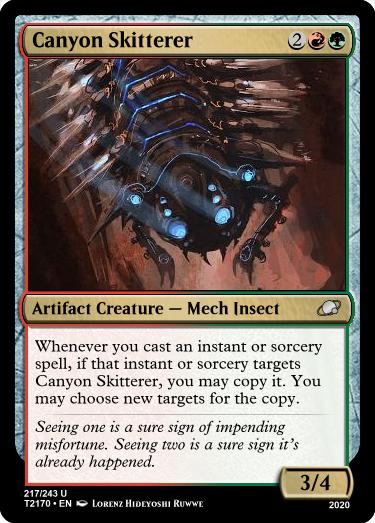 Canyon Skitterer 2
Artifact Creature — Mech Insect
Whenever you cast an instant or sorcery
spell, if that instant or sorcery targets
Canyon Skitterer, you may copy it. You
may choose new targets for the copy.
Seeing one is a sure sign of impending
misfortune. Seeing two is a sure sign it's
already happened.
3/4
217/243 U
T2170 • EN Lorenz Hideyoshi Ruwwe
2020